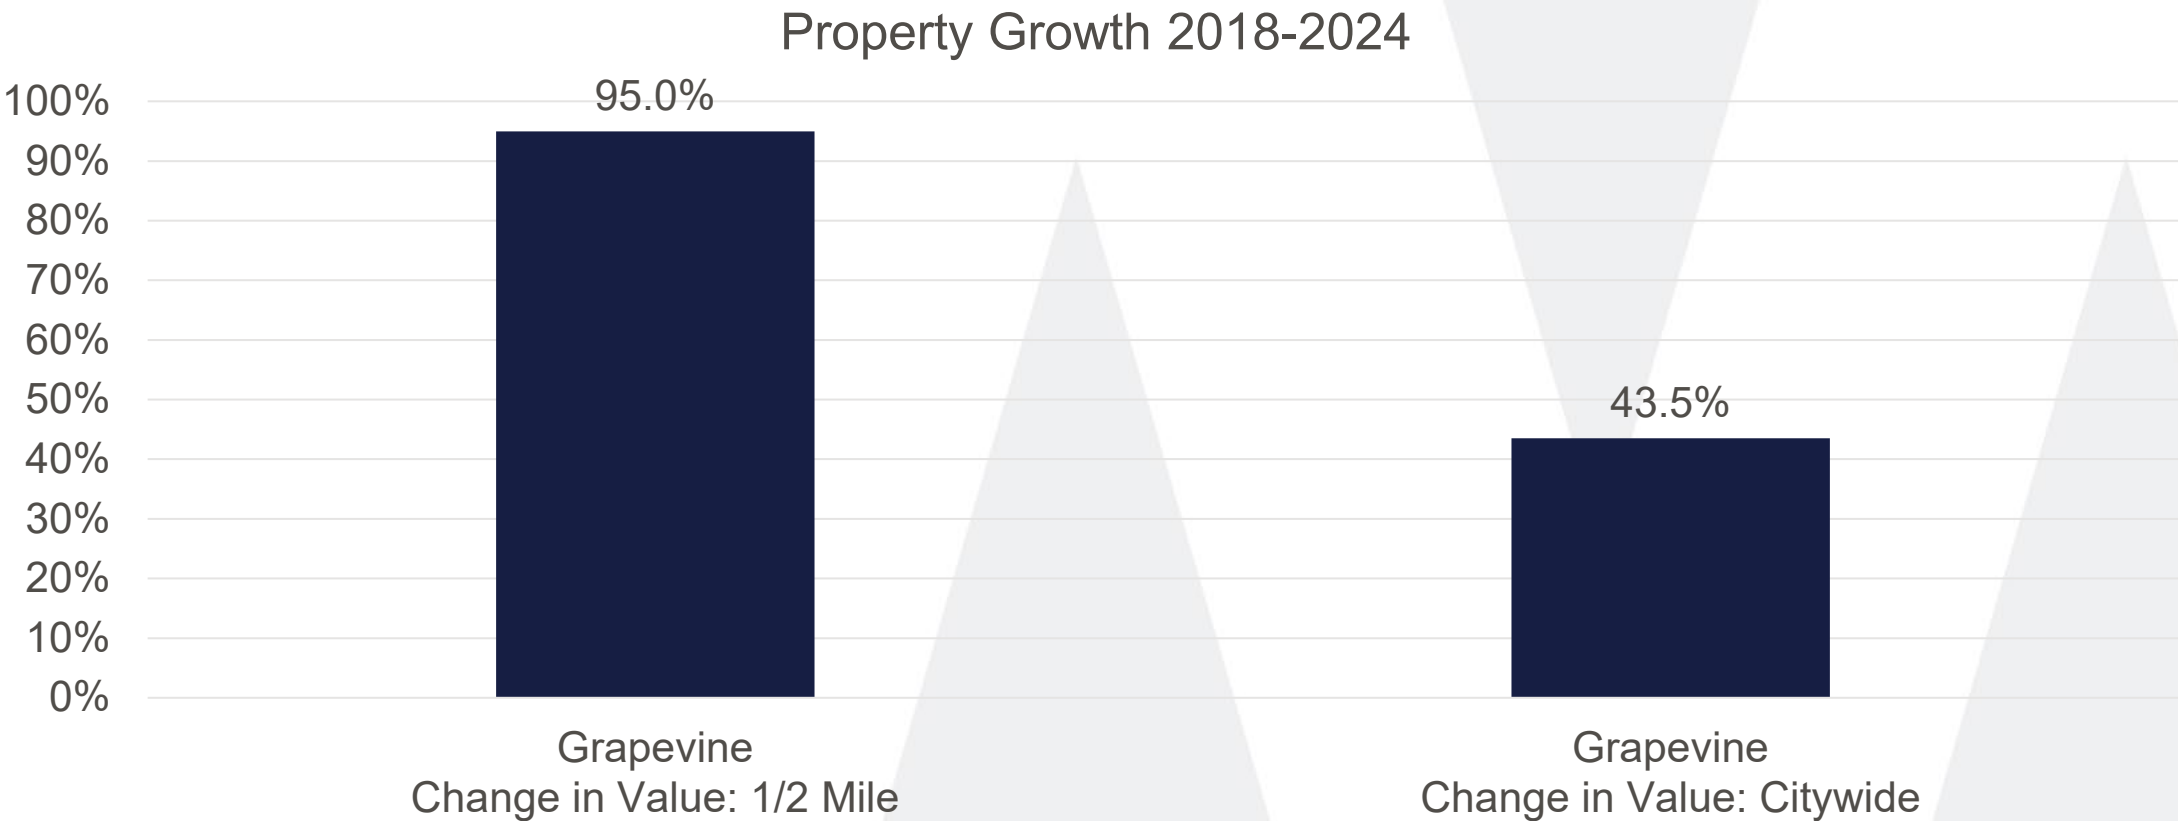 Property Growth 2018-2024
100%
90%
80%
70%
60%
50%
40%
30%
20%
10%
0%
95.0%
43.5%
Grapevine
Change in Value: 1/2 Mile
Grapevine
Change in Value: Citywide